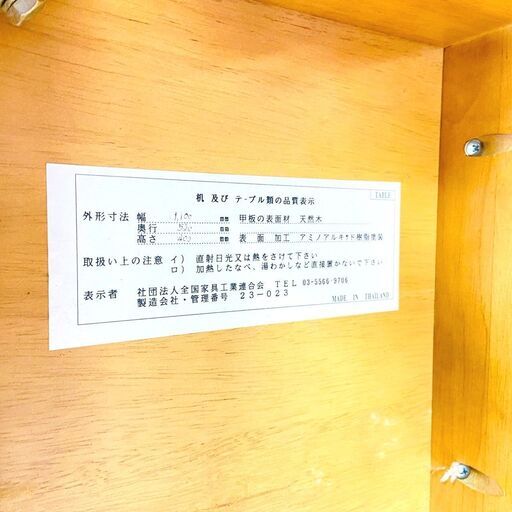 TABLE
机 及び テーブル類の品質表示
外形寸法 幅 mm 甲板の表面材 天然木
奥行 mm
高さ mm 表 面 加工 アミノアルキッド樹脂塗装
取扱い上の注意 イ) 直射日光又は熱をさけて下さい
ロ) 加熱したなべ、湯わかしなど直接置かないで下さい
表示者 社団法人全国家具工業連合会 TEL 03-5566-9706
製造会社・管理番号 23-023
MADE IN THAILAND